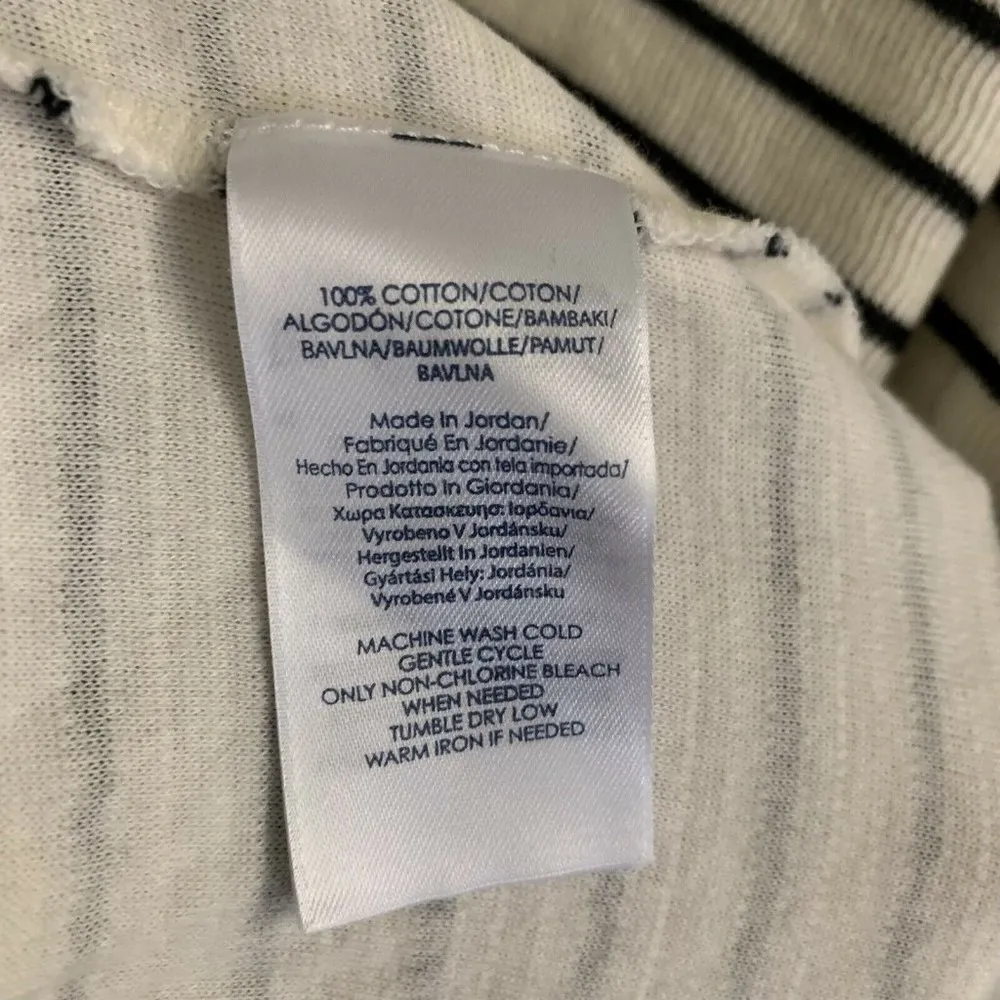 100% COTTON/COTON/
ALGODÓN/COTONE/BAMBAKI/
BAVLNA/BAUMWOLLE/PAMUT/
BAVLNA
Made In Jordan/
Fabriqué En Jordanie/
Hecho En Jordania con tela importada/
Prodotto In Giordania/
Χωρα Κατασκευησ: Ιορδανια/
Vyrobeno V Jordánsku/
Hergestellt In Jordanien/
Gyártási Hely: Jordánia/
Vyrobené V Jordánsku
MACHINE WASH COLD
GENTLE CYCLE
ONLY NON-CHLORINE BLEACH
WHEN NEEDED
TUMBLE DRY LOW
WARM IRON IF NEEDED